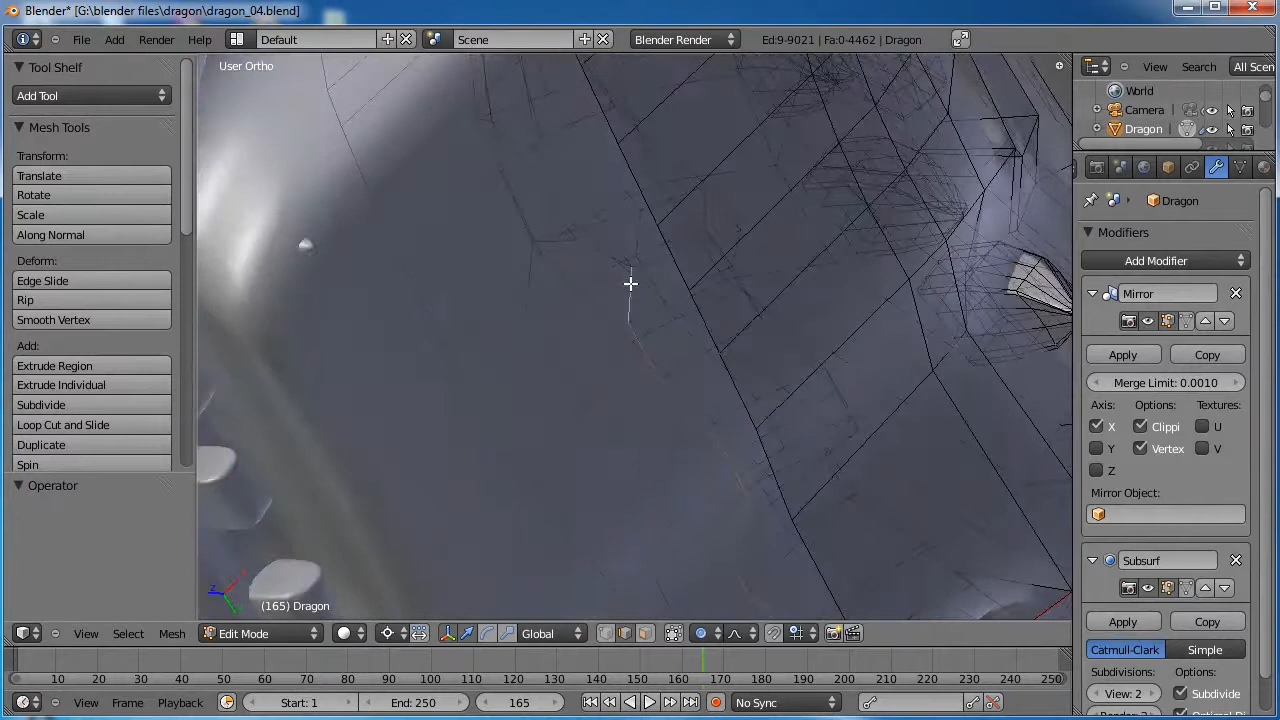 Blender* [G:\blender files\dragon\dragon_04.blend]
File Add Render Help Default Scene Blender Render Ed:9-9021 | Fa:0-4462 | Dragon
Tool Shelf
Add Tool
Mesh Tools
Transform:
Translate
Rotate
Scale
Along Normal
Deform:
Edge Slide
Rip
Smooth Vertex
Add:
Extrude Region
Extrude Individual
Subdivide
Loop Cut and Slide
Duplicate
Spin
Operator
User Ortho
(165) Dragon
View Search All Scen
World
Camera
Dragon
Dragon
Modifiers
Add Modifier
Mirror
Apply Copy
Merge Limit: 0.0010
Axis: Options: Textures:
X Clippi U
Y Vertex V
Z
Mirror Object:
Subsurf
Apply Copy
Catmull-Clark Simple
Subdivisions: Options:
View: 2 Subdivide
View Select Mesh Edit Mode Global
10 20 30 40 50 60 70 80 90 100 110 120 130 140 150 160 170 180 190 200 210 220 230 240 250
View Frame Playback Start: 1 End: 250 165 No Sync